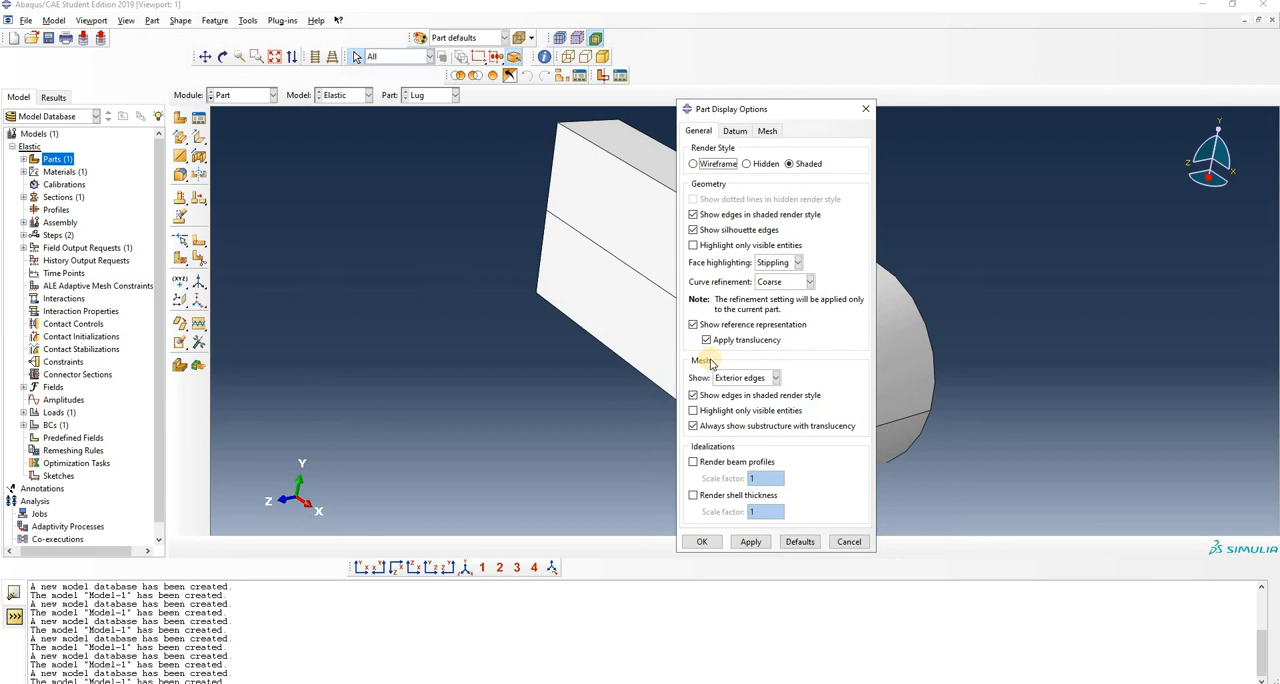 Abaqus/CAE Student Edition 2019 [Viewport: 1]
File Model Viewport View Part Shape Feature Tools Plug-ins Help
Part defaults
All
Model Results
Module: Part Model: Elastic Part: Lug
Model Database
Models (1)
Elastic
Parts (1)
Materials (1)
Calibrations
Sections (1)
Profiles
Assembly
Steps (2)
Field Output Requests (1)
History Output Requests
Time Points
ALE Adaptive Mesh Constraints
Interactions
Interaction Properties
Contact Controls
Contact Initializations
Contact Stabilizations
Constraints
Connector Sections
Fields
Amplitudes
Loads (1)
BCs (1)
Predefined Fields
Remeshing Rules
Optimization Tasks
Sketches
Annotations
Analysis
Jobs
Adaptivity Processes
Co-executions
(XYZ)
Y
Z
X
Y
Z
X
Part Display Options
General Datum Mesh
Render Style
Wireframe Hidden Shaded
Geometry
Show dotted lines in hidden render style
Show edges in shaded render style
Show silhouette edges
Highlight only visible entities
Face highlighting: Stippling
Curve refinement: Coarse
Note: The refinement setting will be applied only
to the current part.
Show reference representation
Apply translucency
Mesh
Show: Exterior edges
Show edges in shaded render style
Highlight only visible entities
Always show substructure with translucency
Idealizations
Render beam profiles
Scale factor: 1
Render shell thickness
Scale factor: 1
OK Apply Defaults Cancel
SIMULIA
1 2 3 4
A new model database has been created.
The model "Model-1" has been created.
A new model database has been created.
The model "Model-1" has been created.
A new model database has been created.
The model "Model-1" has been created.
A new model database has been created.
The model "Model-1" has been created.
A new model database has been created.
The model "Model-1" has been created.
A new model database has been created.
The model "Model-1" has been created.